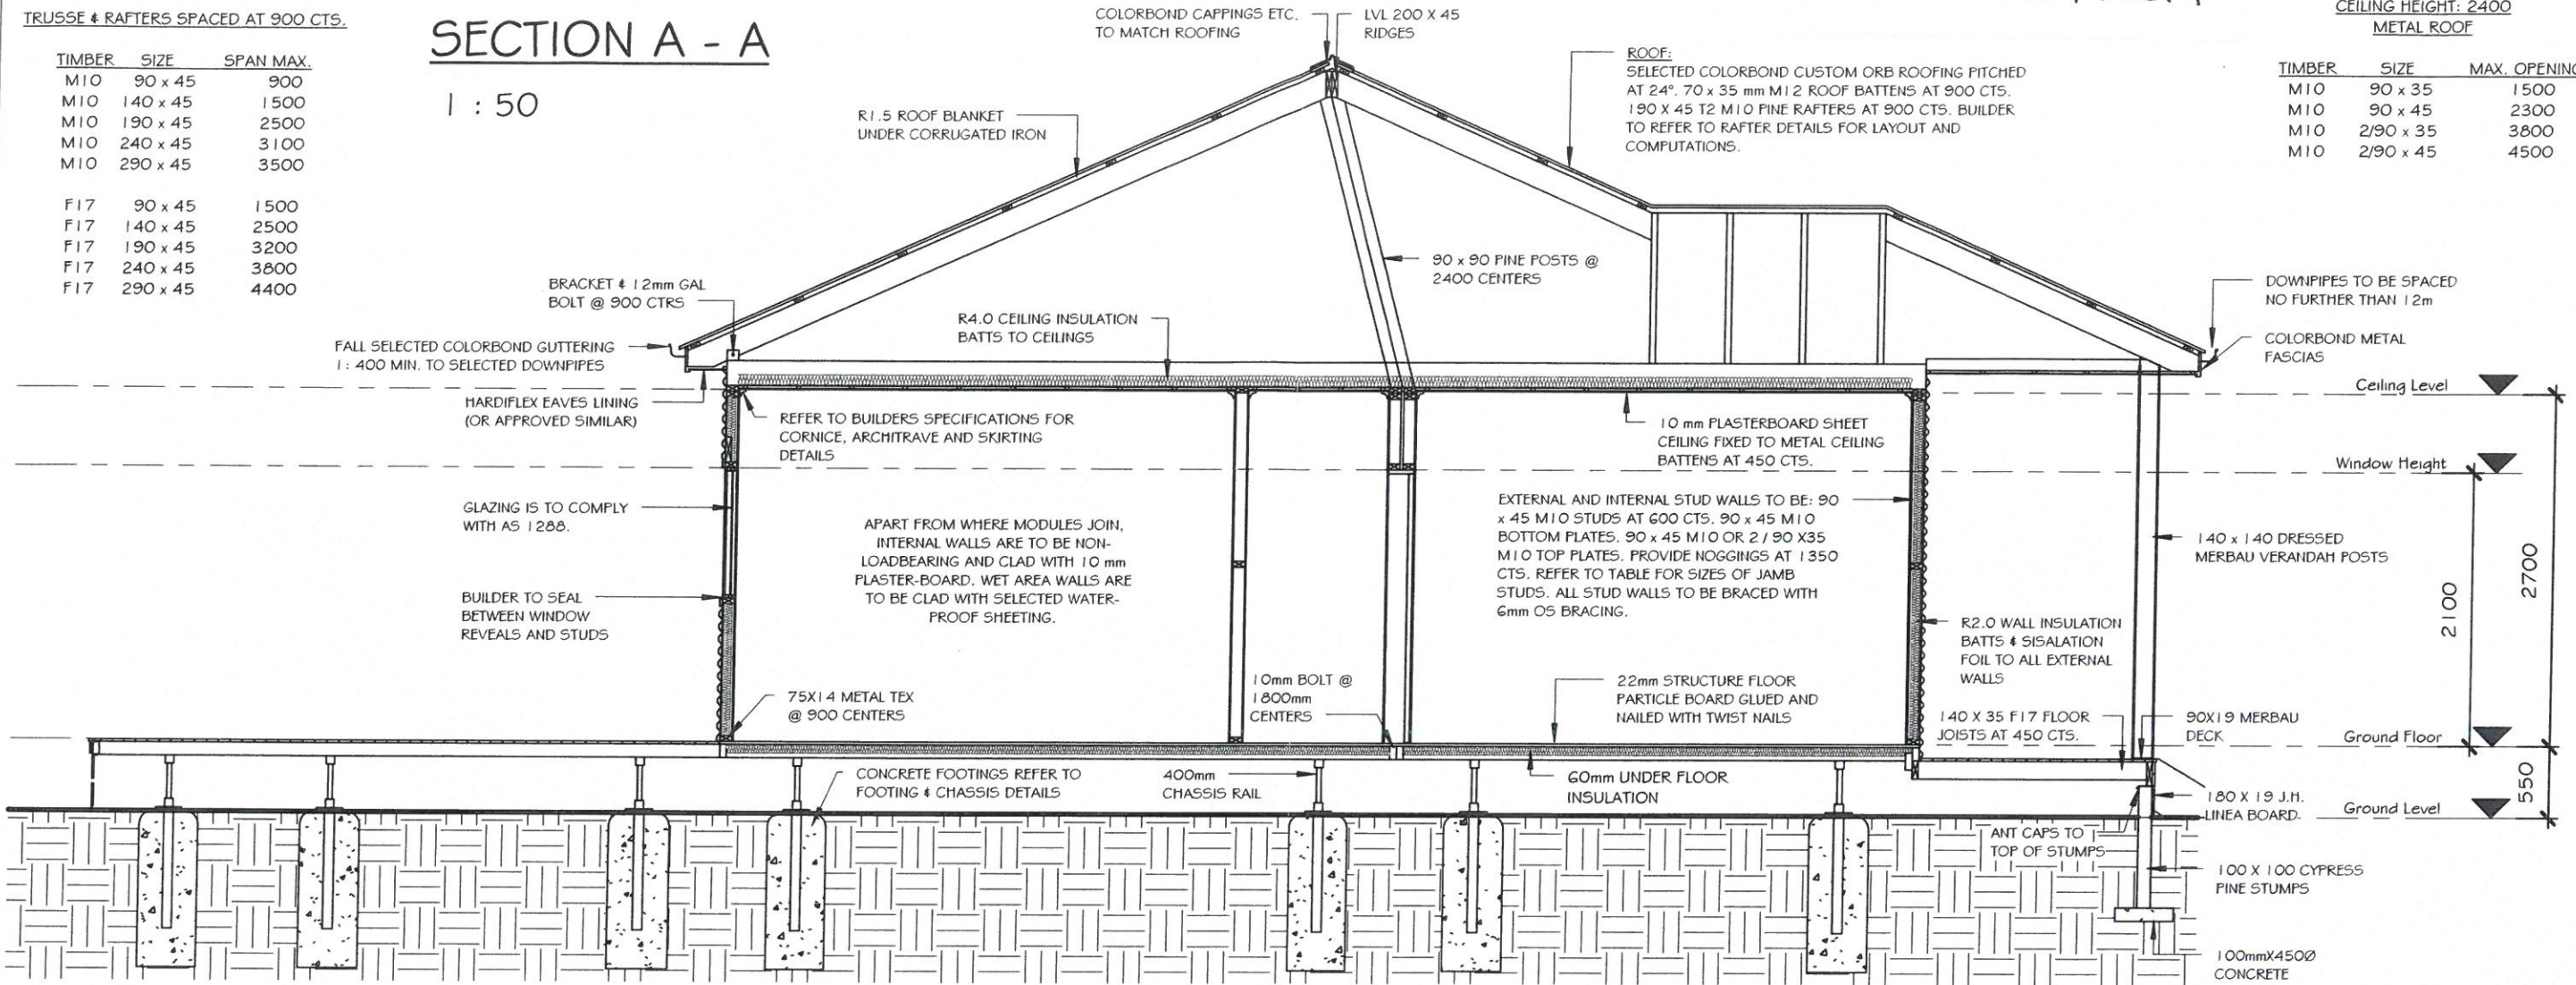 TRUSSE & RAFTERS SPACED AT 900 CTS.
TIMBER SIZE SPAN MAX.
M10 90 x 45 900
M10 140 x 45 1500
M10 190 x 45 2500
M10 240 x 45 3100
M10 290 x 45 3500
F17 90 x 45 1500
F17 140 x 45 2500
F17 190 x 45 3200
F17 240 x 45 3800
F17 290 x 45 4400
SECTION A - A
1 : 50
COLORBOND CAPPINGS ETC.
TO MATCH ROOFING
LVL 200 X 45
RIDGES
ROOF:
SELECTED COLORBOND CUSTOM ORB ROOFING PITCHED
AT 24°. 70 x 35 mm M12 ROOF BATTENS AT 900 CTS.
190 X 45 T2 M10 PINE RAFTERS AT 900 CTS. BUILDER
TO REFER TO RAFTER DETAILS FOR LAYOUT AND
COMPUTATIONS.
CEILING HEIGHT: 2400
METAL ROOF
TIMBER SIZE MAX. OPENING
M10 90 x 35 1500
M10 90 x 45 2300
M10 2/90 x 35 3800
M10 2/90 x 45 4500
R1.5 ROOF BLANKET
UNDER CORRUGATED IRON
90 x 90 PINE POSTS @
2400 CENTERS
BRACKET & 12mm GAL
BOLT @ 900 CTRS
R4.0 CEILING INSULATION
BATTS TO CEILINGS
DOWNPIPES TO BE SPACED
NO FURTHER THAN 12m
FALL SELECTED COLORBOND GUTTERING
1: 400 MIN. TO SELECTED DOWNPIPES
COLORBOND METAL
FASCIAS
HARDIFLEX EAVES LINING
(OR APPROVED SIMILAR)
REFER TO BUILDERS SPECIFICATIONS FOR
CORNICE, ARCHITRAVE AND SKIRTING
DETAILS
10 mm PLASTERBOARD SHEET
CEILING FIXED TO METAL CEILING
BATTENS AT 450 CTS.
Ceiling Level
Window Height
GLAZING IS TO COMPLY
WITH AS 1288.
APART FROM WHERE MODULES JOIN,
INTERNAL WALLS ARE TO BE NON-
LOADBEARING AND CLAD WITH 10 mm
PLASTER-BOARD. WET AREA WALLS ARE
TO BE CLAD WITH SELECTED WATER-
PROOF SHEETING.
EXTERNAL AND INTERNAL STUD WALLS TO BE: 90
x 45 M10 STUDS AT 600 CTS. 90 x 45 M10
BOTTOM PLATES. 90 x 45 M10 OR 2 / 90 X35
M10 TOP PLATES. PROVIDE NOGGINGS AT 1350
CTS. REFER TO TABLE FOR SIZES OF JAMB
STUDS. ALL STUD WALLS TO BE BRACED WITH
6mm OS BRACING.
140 x 140 DRESSED
MERBAU VERANDAH POSTS
2100
2700
BUILDER TO SEAL
BETWEEN WINDOW
REVEALS AND STUDS
R2.0 WALL INSULATION
BATTS & SISALATION
FOIL TO ALL EXTERNAL
WALLS
75X14 METAL TEX
@ 900 CENTERS
10mm BOLT @
1800mm
CENTERS
22mm STRUCTURE FLOOR
PARTICLE BOARD GLUED AND
NAILED WITH TWIST NAILS
140 X 35 F17 FLOOR
JOISTS AT 450 CTS.
90X19 MERBAU
DECK
Ground Floor
550
CONCRETE FOOTINGS REFER TO
FOOTING & CHASSIS DETAILS
400mm
CHASSIS RAIL
60mm UNDER FLOOR
INSULATION
180 X 19 J.H.
LINEA BOARD.
Ground Level
ANT CAPS TO
TOP OF STUMPS
100 X 100 CYPRESS
PINE STUMPS
100mmX450Ø
CONCRETE